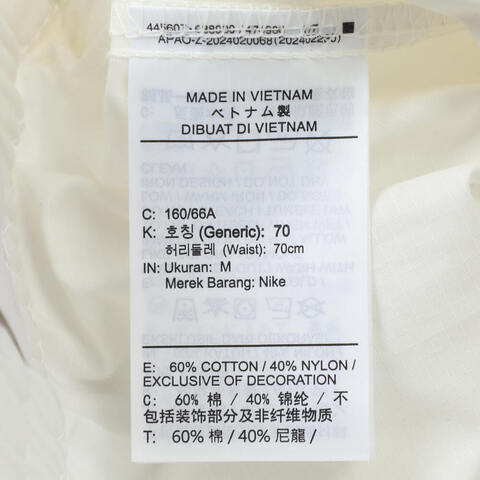 APAO-Z-2024020068(20240229J)
MADE IN VIETNAM
ベトナム製
DIBUAT DI VIETNAM
C: 160/66A
K: 호칭 (Generic): 70
허리둘레 (Waist): 70cm
IN: Ukuran: M
Merek Barang: Nike
E: 60% COTTON / 40% NYLON /
EXCLUSIVE OF DECORATION
C: 60% 棉 / 40% 锦纶 / 不
包括装饰部分及非纤维物质
T: 60% 棉 / 40% 尼龍 /